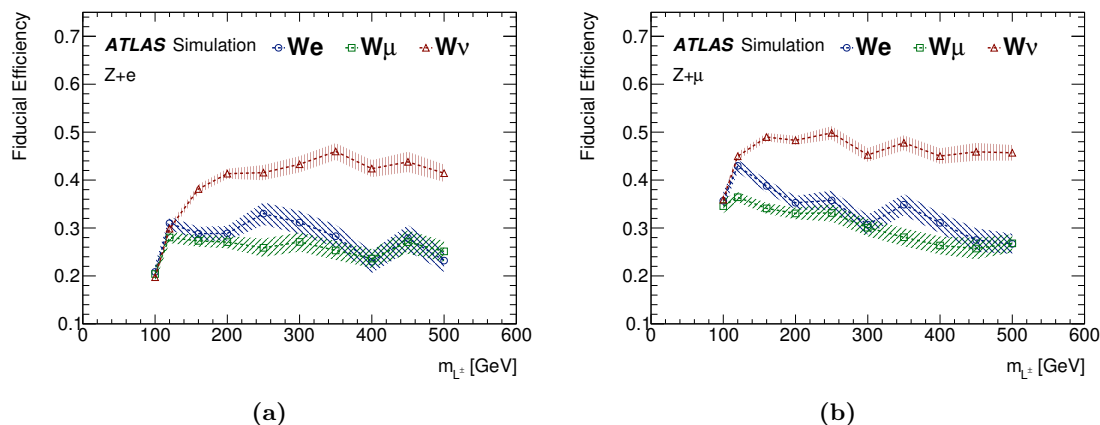 Fiducial Efficiency
0.7
0.6
0.5
0.4
0.3
0.2
0.1
ATLAS Simulation
We Wμ Wν
Z+e
0 100 200 300 400 500 600
m_L± [GeV]
(a)
Fiducial Efficiency
0.7
0.6
0.5
0.4
0.3
0.2
0.1
ATLAS Simulation
We Wμ Wν
Z+μ
0 100 200 300 400 500 600
m_L± [GeV]
(b)